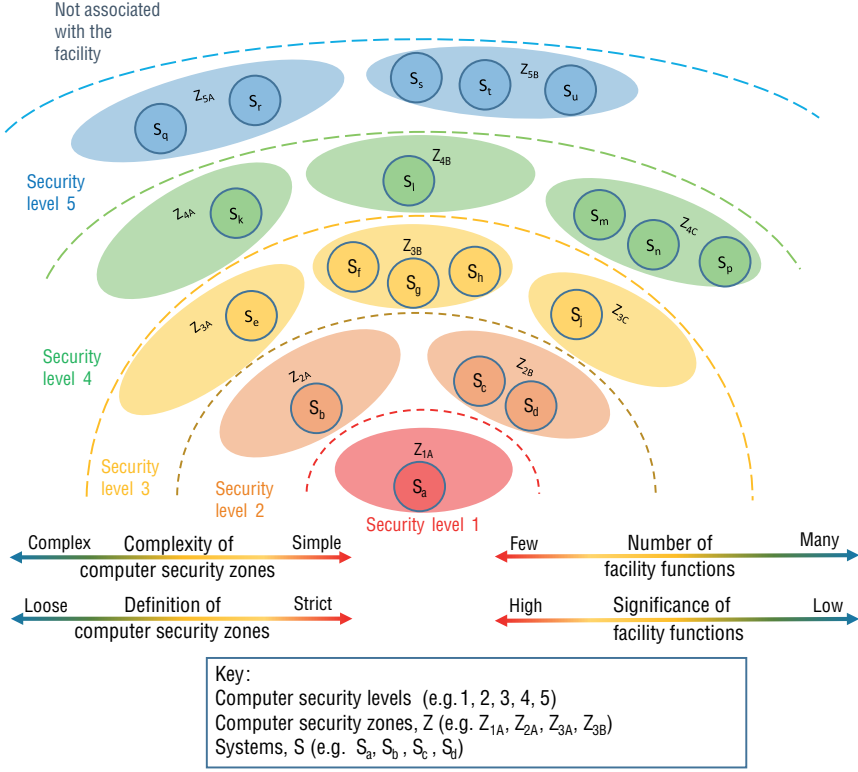 Not associated
with the
facility
Z5A
Sq
Sr
Z5B
Ss
St
Su
Security
level 5
Z4A
Sk
Z4B
Sl
Z4C
Sm
Sn
Sp
Security
level 4
Z3A
Se
Z3B
Sf
Sg
Sh
Z3C
Sj
Security
level 3
Z2A
Sb
Z2B
Sc
Sd
Security
level 2
Z1A
Sa
Security level 1
Complex
Complexity of
Simple
computer security zones
Few
Number of
Many
facility functions
Loose
Definition of
Strict
computer security zones
High
Significance of
Low
facility functions
Key:
Computer security levels (e.g. 1, 2, 3, 4, 5)
Computer security zones, Z (e.g. Z1A, Z2A, Z3A, Z3B)
Systems, S (e.g. Sa, Sb, Sc, Sd)